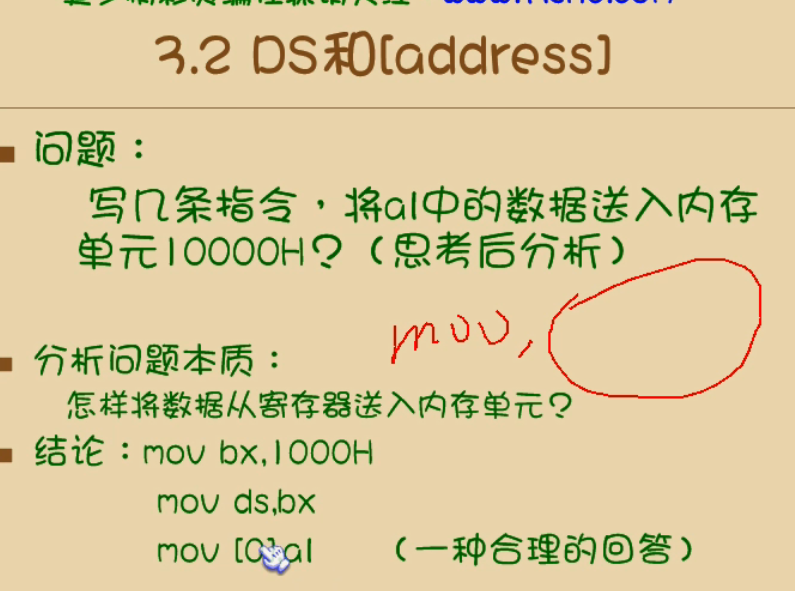 3.2 DS和[address]
问题：
写几条指令，将al中的数据送入内存
单元10000H？（思考后分析）
mov,
分析问题本质：
怎样将数据从寄存器送入内存单元？
结论：mov bx,1000H
mov ds,bx
mov [0],al （一种合理的回答）